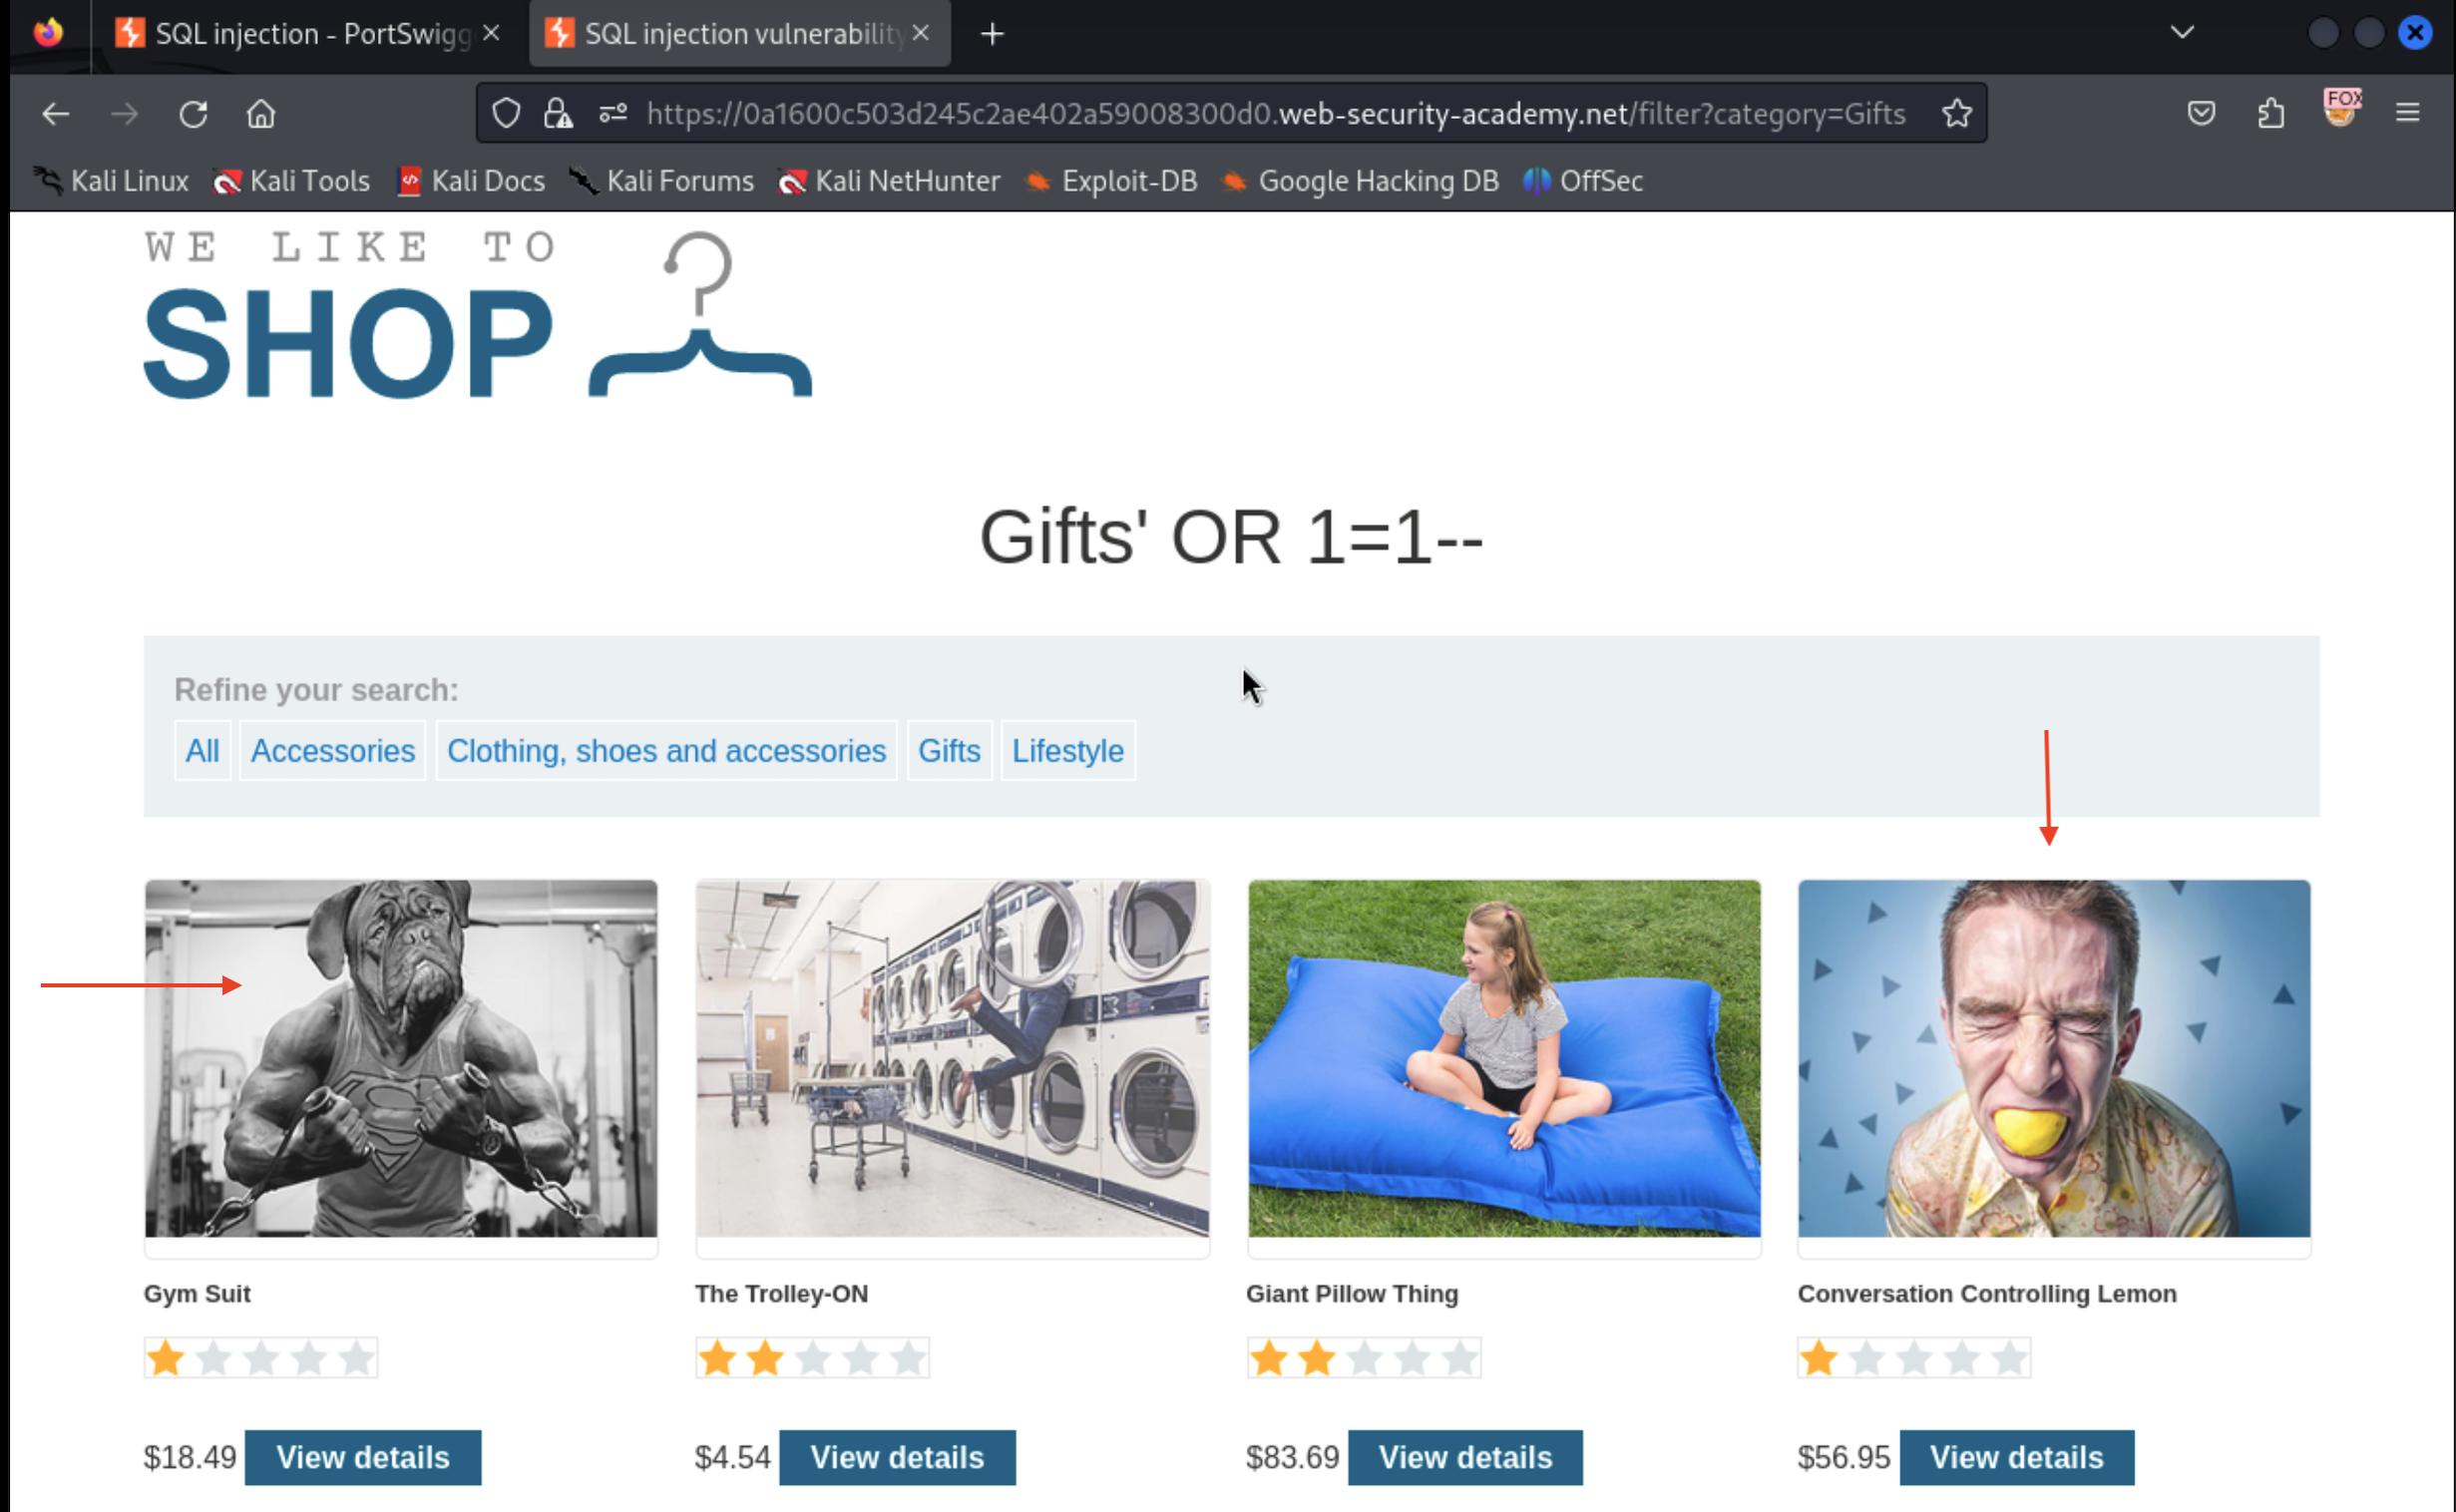 SQL injection - PortSwigg
SQL injection vulnerability
https://0a1600c503d245c2ae402a59008300d0.web-security-academy.net/filter?category=Gifts
FOX
Kali Linux Kali Tools Kali Docs Kali Forums Kali NetHunter Exploit-DB Google Hacking DB OffSec
WE LIKE TO
SHOP
Gifts' OR 1=1--
Refine your search:
All Accessories Clothing, shoes and accessories Gifts Lifestyle
Gym Suit The Trolley-ON Giant Pillow Thing Conversation Controlling Lemon
$18.49 View details $4.54 View details $83.69 View details $56.95 View details